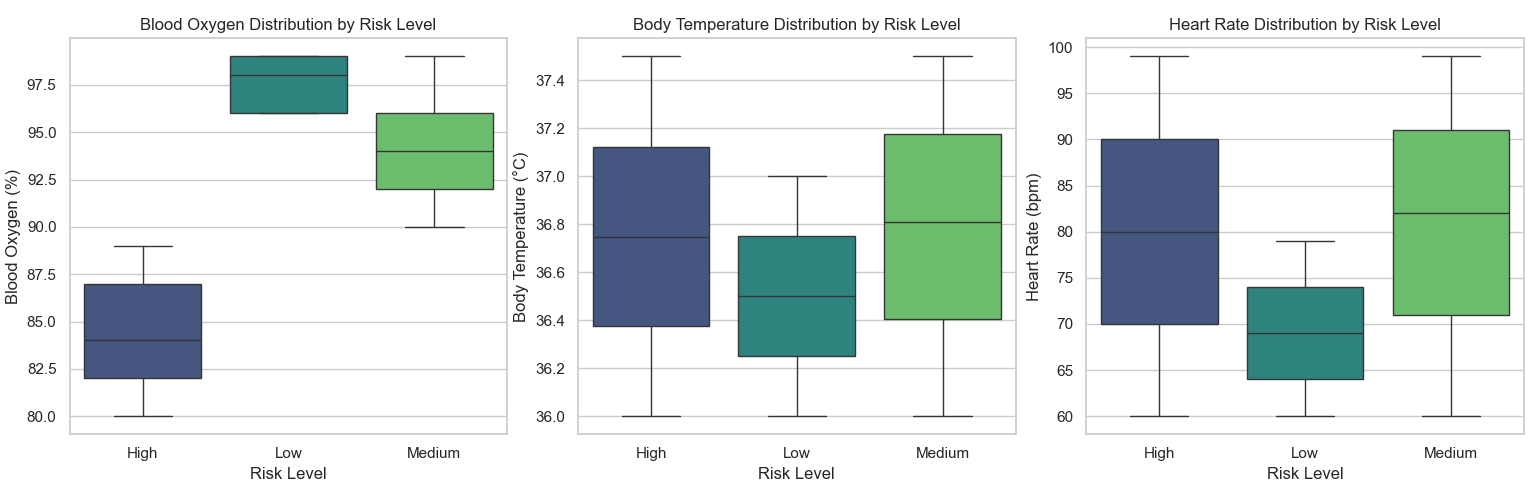 Blood Oxygen Distribution by Risk Level
Blood Oxygen (%)
97.5
95.0
92.5
90.0
87.5
85.0
82.5
80.0
High Low Medium
Risk Level
Body Temperature Distribution by Risk Level
Body Temperature (°C)
37.4
37.2
37.0
36.8
36.6
36.4
36.2
36.0
High Low Medium
Risk Level
Heart Rate Distribution by Risk Level
Heart Rate (bpm)
100
95
90
85
80
75
70
65
60
High Low Medium
Risk Level